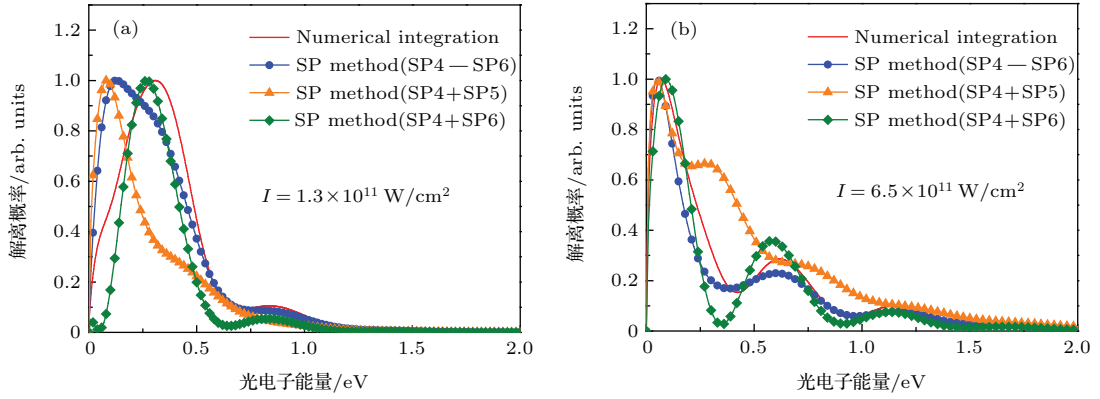 (a)
Numerical integration
SP method(SP4 — SP6)
SP method(SP4+SP5)
SP method(SP4+SP6)
I = 1.3×10¹¹ W/cm²
解离概率/arb. units
1.2
1.0
0.8
0.6
0.4
0.2
0
0 0.5 1.0 1.5 2.0
光电子能量/eV
(b)
Numerical integration
SP method(SP4 — SP6)
SP method(SP4+SP5)
SP method(SP4+SP6)
I = 6.5×10¹¹ W/cm²
解离概率/arb. units
1.2
1.0
0.8
0.6
0.4
0.2
0
0 0.5 1.0 1.5 2.0
光电子能量/eV